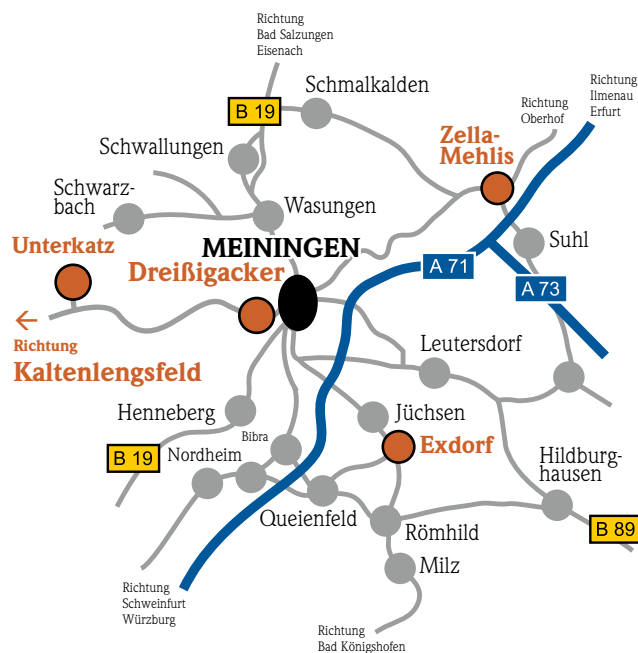 Richtung
Bad Salzungen
Eisenach
Schmalkalden
Richtung
Ilmenau
Erfurt
B 19
Richtung
Oberhof
Zella-
Mehlis
Schwallungen
Schwarz-
bach
Wasungen
Unterkatz
MEININGEN
Suhl
Dreißigacker
A 71
A 73
←
Richtung
Kaltenlengsfeld
Leutersdorf
Henneberg
Jüchsen
Bibra
Exdorf
B 19
Nordheim
Hildburg-
hausen
Queienfeld
Römhild
B 89
Milz
Richtung
Schweinfurt
Würzburg
Richtung
Bad Königshofen